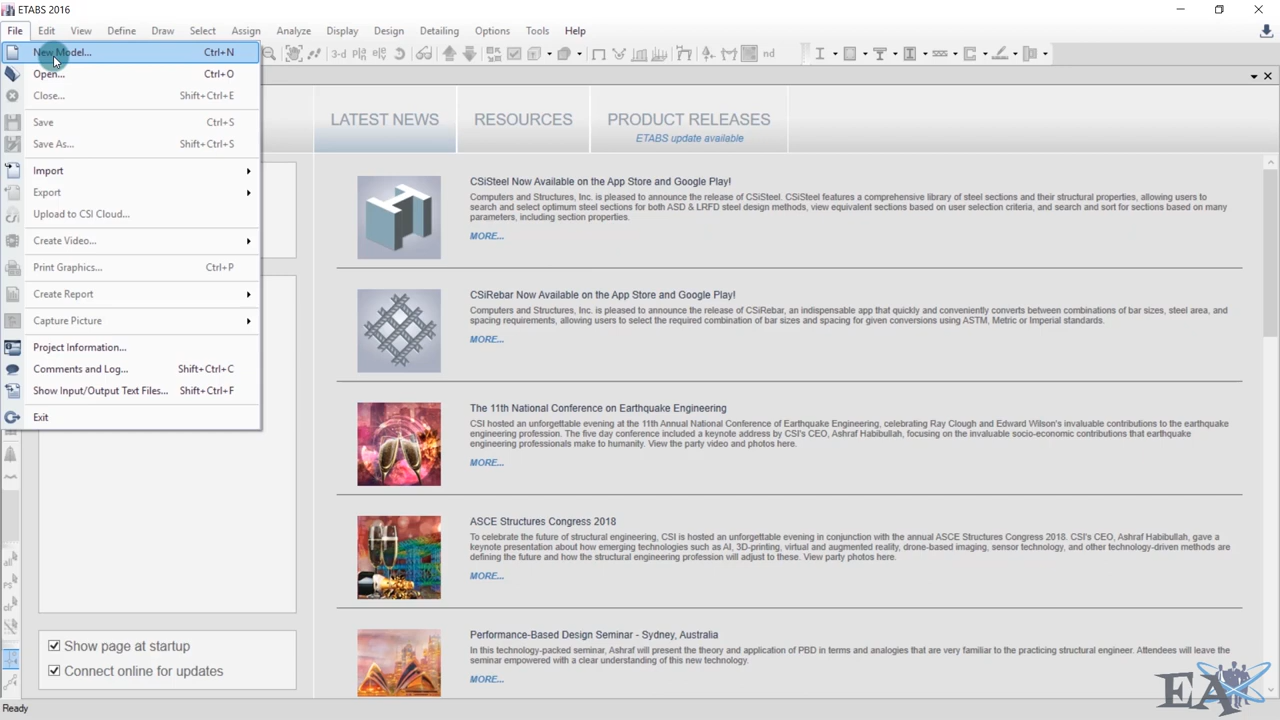 ETABS 2016
File Edit View Define Draw Select Assign Analyze Display Design Detailing Options Tools Help
New Model... Ctrl+N
Open... Ctrl+O
Close... Shift+Ctrl+E
Save Ctrl+S
Save As... Shift+Ctrl+S
Import
Export
Upload to CSI Cloud...
Create Video...
Print Graphics... Ctrl+P
Create Report
Capture Picture
Project Information...
Comments and Log... Shift+Ctrl+C
Show Input/Output Text Files... Shift+Ctrl+F
Exit
3-d
nd
all
ps
clr
Show page at startup
Connect online for updates
LATEST NEWS
RESOURCES
PRODUCT RELEASES
ETABS update available
CSiSteel Now Available on the App Store and Google Play!
Computers and Structures, Inc. is pleased to announce the release of CSiSteel. CSiSteel features a comprehensive library of steel sections and their structural properties, allowing users to
search and select optimum steel sections for both ASD & LRFD steel design methods, view equivalent sections based on user selection criteria, and search and sort for sections based on many
parameters, including section properties.
MORE...
CSiRebar Now Available on the App Store and Google Play!
Computers and Structures, Inc. is pleased to announce the release of CSiRebar, an indispensable app that quickly and conveniently converts between combinations of bar sizes, steel area, and
spacing requirements, allowing users to select the required combination of bar sizes and spacing for given conversions using ASTM, Metric or Imperial standards.
MORE...
The 11th National Conference on Earthquake Engineering
CSI hosted an unforgettable evening at the 11th Annual National Conference of Earthquake Engineering, celebrating Ray Clough and Edward Wilson's invaluable contributions to the earthquake
engineering profession. The five day conference included a keynote address by CSI's CEO, Ashraf Habibullah, focusing on the invaluable socio-economic contributions that earthquake
engineering professionals make to humanity. View the party video and photos here.
MORE...
ASCE Structures Congress 2018
To celebrate the future of structural engineering, CSI is hosted an unforgettable evening in conjunction with the annual ASCE Structures Congress 2018. CSI's CEO, Ashraf Habibullah, gave a
keynote presentation about how emerging technologies such as AI, 3D-printing, virtual and augmented reality, drone-based imaging, sensor technology, and other technology-driven methods are
defining the future and how the structural engineering profession will adjust to these. View party photos here.
MORE...
Performance-Based Design Seminar - Sydney, Australia
In this technology-packed seminar, Ashraf will present the theory and application of PBD in terms and analogies that are very familiar to the practicing structural engineer. Attendees will leave the
seminar empowered with a clear understanding of this new technology.
MORE...
EA
Ready